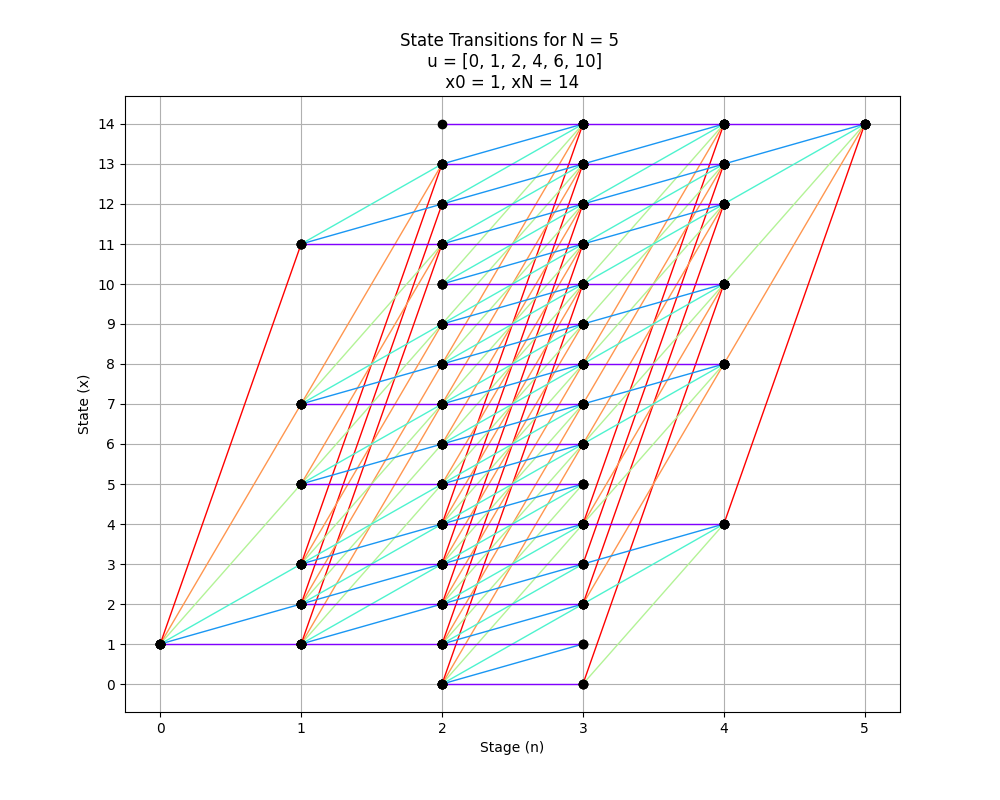 State Transitions for N = 5
u = [0, 1, 2, 4, 6, 10]
x0 = 1, xN = 14
14
13
12
11
10
9
8
7
6
5
4
3
2
1
0
State (x)
0 1 2 3 4 5
Stage (n)